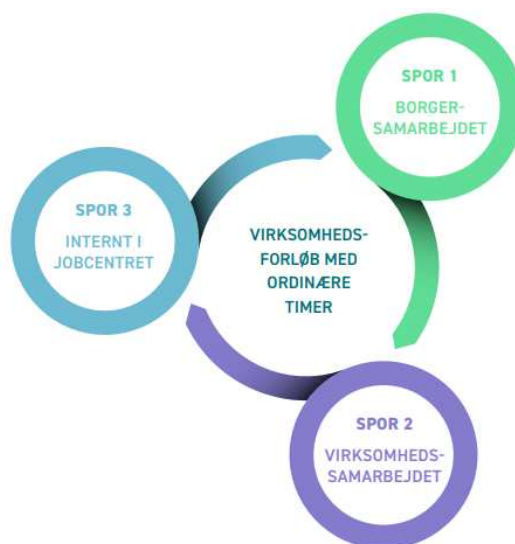 SPOR 1
BORGER-
SAMARBEJDET
SPOR 3
INTERNT I
JOBCENTRET
VIRKSOMHEDS-
FORLØB MED
ORDINÆRE
TIMER
SPOR 2
VIRKSOMHEDS-
SAMARBEJDET